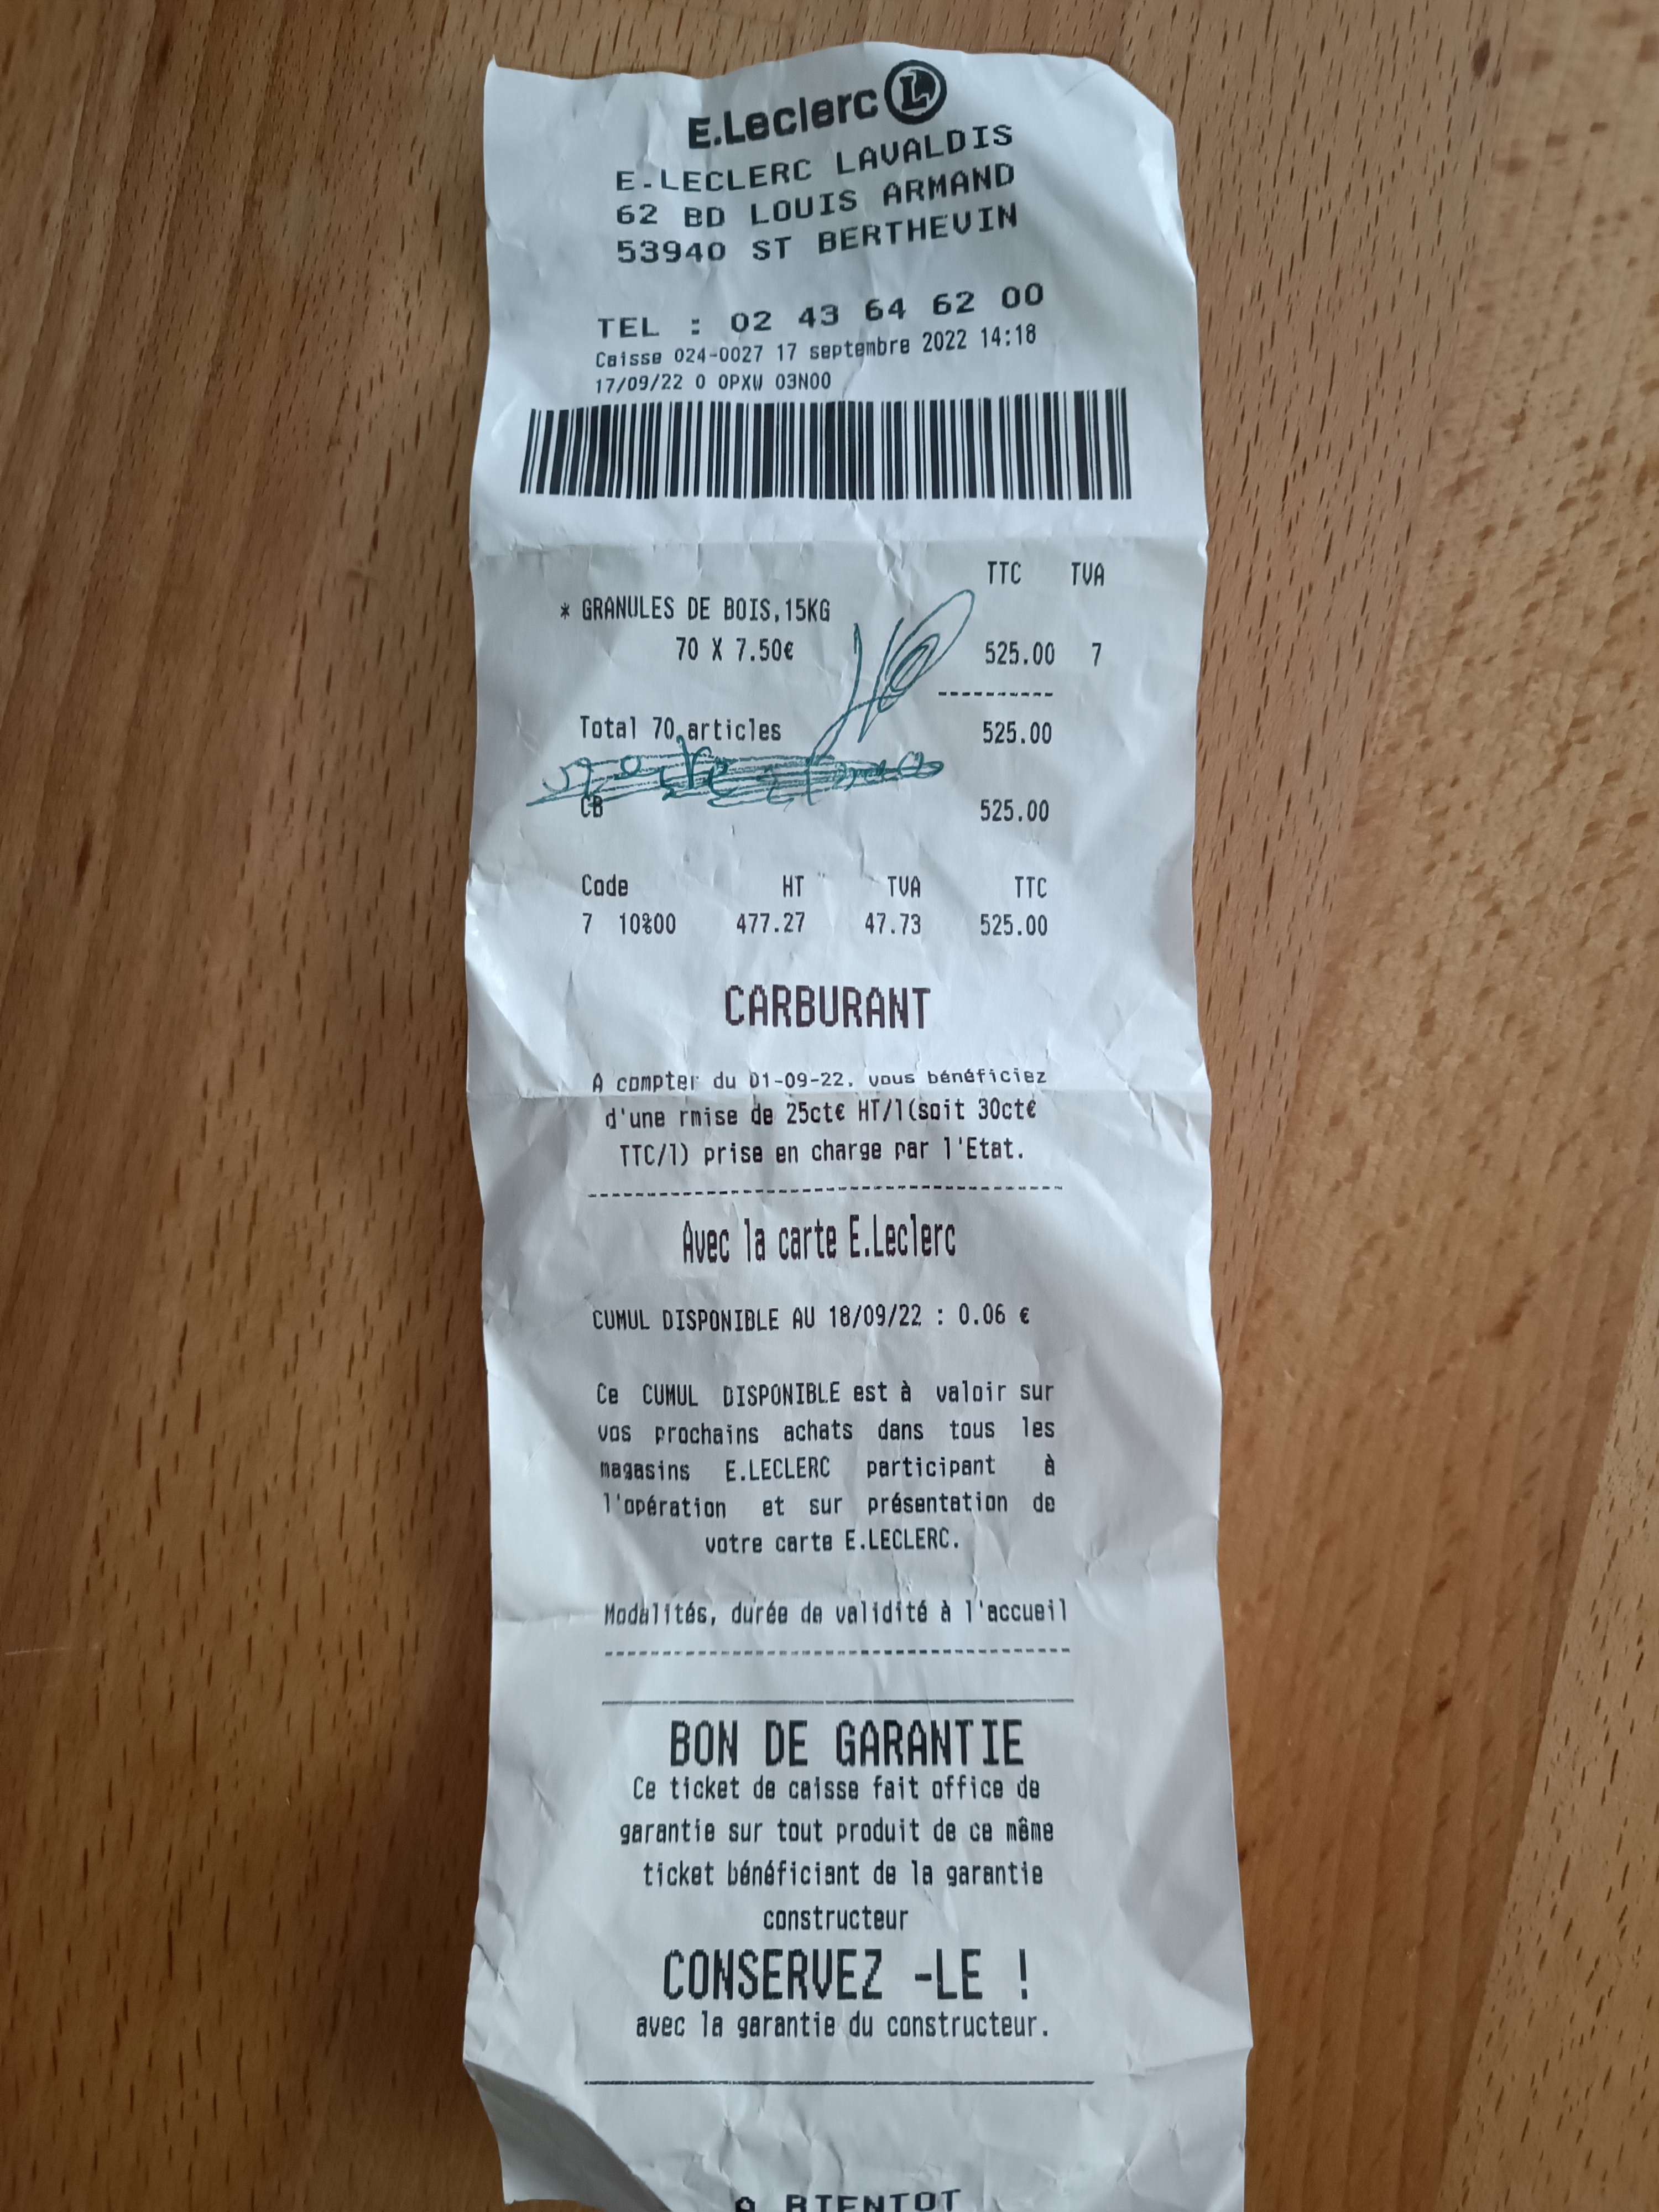 E.Leclerc L
E.LECLERC LAVALDIS
62 BD LOUIS ARMAND
53940 ST BERTHEVIN
TEL : 02 43 64 62 00
Caisse 024-0027 17 septembre 2022 14:18
17/09/22 0 OPXW 03N00
TTC TVA
* GRANULES DE BOIS,15KG
70 X 7.50€ 525.00 7
----------
Total 70 articles 525.00
CB 525.00
Code HT TVA TTC
7 10%00 477.27 47.73 525.00
CARBURANT
A compter du 01-09-22, vous bénéficiez
d'une rmise de 25ct€ HT/l(soit 30ct€
TTC/l) prise en charge par l'Etat.
Avec la carte E.Leclerc
CUMUL DISPONIBLE AU 18/09/22 : 0.06 €
Ce CUMUL DISPONIBLE est à valoir sur
vos prochains achats dans tous les
magasins E.LECLERC participant à
l'opération et sur présentation de
votre carte E.LECLERC.
Modalités, durée de validité à l'accueil
BON DE GARANTIE
Ce ticket de caisse fait office de
garantie sur tout produit de ce même
ticket bénéficiant de la garantie
constructeur
CONSERVEZ -LE !
avec la garantie du constructeur.
A BIENTOT